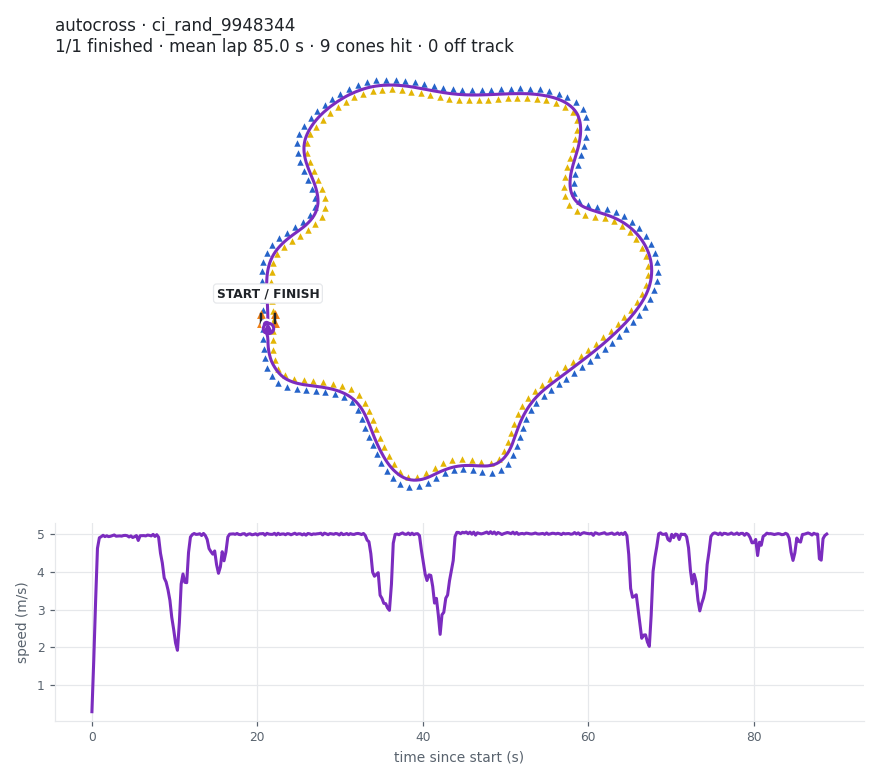 autocross · ci_rand_9948344
1/1 finished · mean lap 85.0 s · 9 cones hit · 0 off track
START / FINISH
5
4
3
2
1
speed (m/s)
0
20
40
60
80
time since start (s)